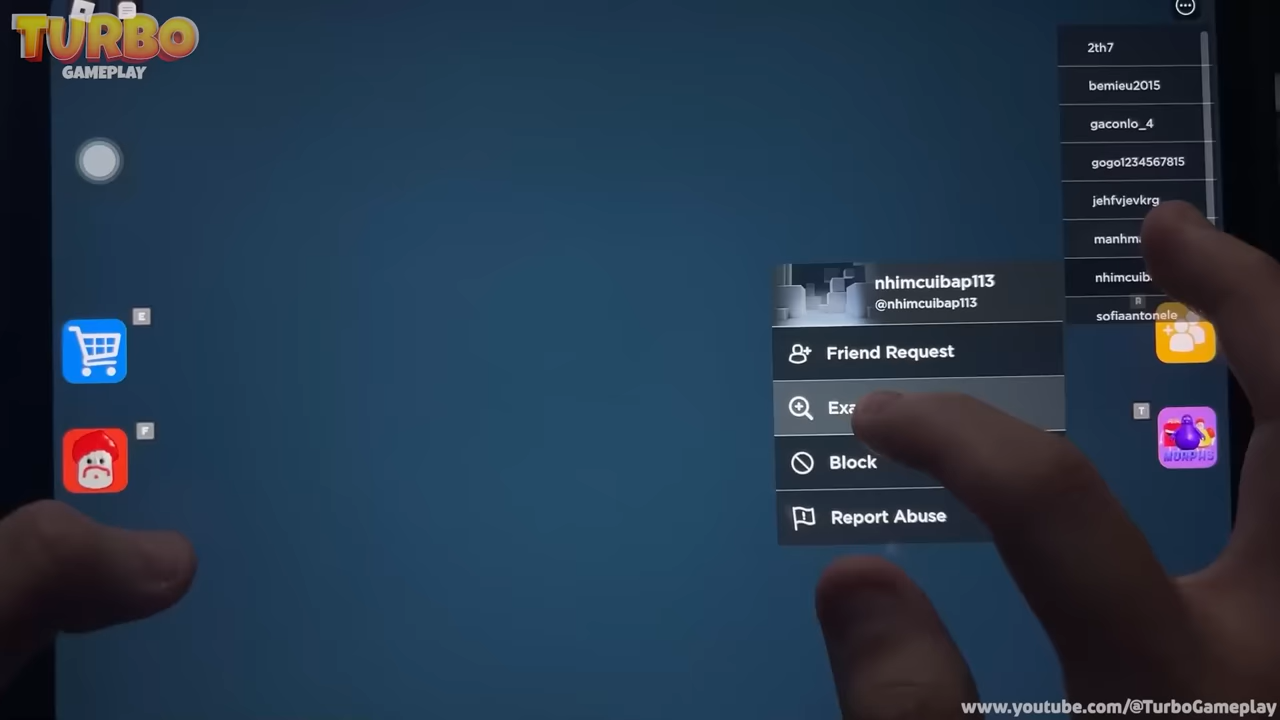 TURBO
GAMEPLAY
2th7
bemieu2015
gaconlo_4
gogo1234567815
jehfvjevkrg
nhimcuibap113
@nhimcuibap113
sofiaantonele
R
E
Friend Request
T
F
MORPHS
Block
Report Abuse
www.youtube.com/@TurboGameplay